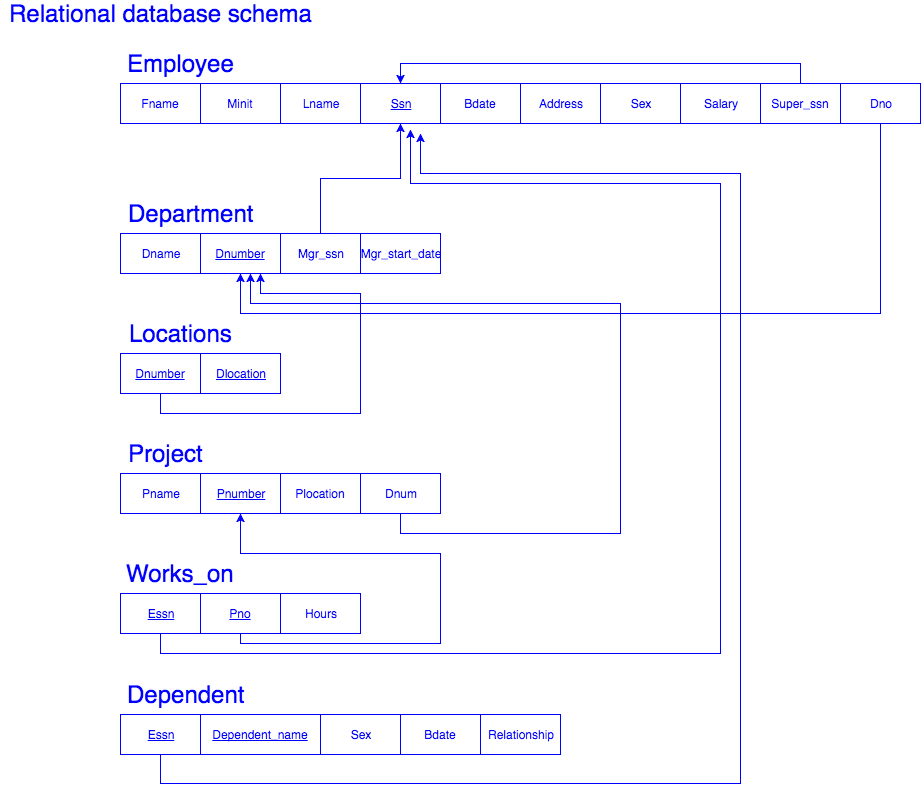 Relational database schema
Employee
Fname Minit Lname Ssn Bdate Address Sex Salary Super_ssn Dno
Department
Dname Dnumber Mgr_ssn Mgr_start_date
Locations
Dnumber Dlocation
Project
Pname Pnumber Plocation Dnum
Works_on
Essn Pno Hours
Dependent
Essn Dependent_name Sex Bdate Relationship